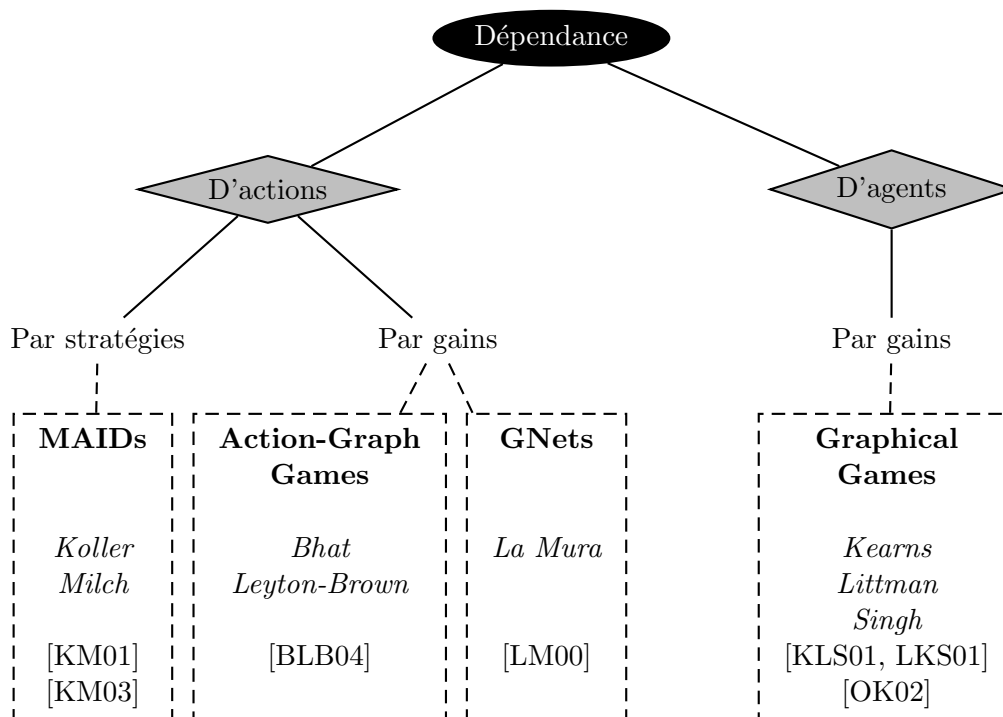 Dépendance
D'actions
D'agents
Par stratégies
Par gains
Par gains
MAIDs
Koller
Milch
[KM01]
[KM03]
Action-Graph
Games
Bhat
Leyton-Brown
[BLB04]
GNets
La Mura
[LM00]
Graphical
Games
Kearns
Littman
Singh
[KLS01, LKS01]
[OK02]